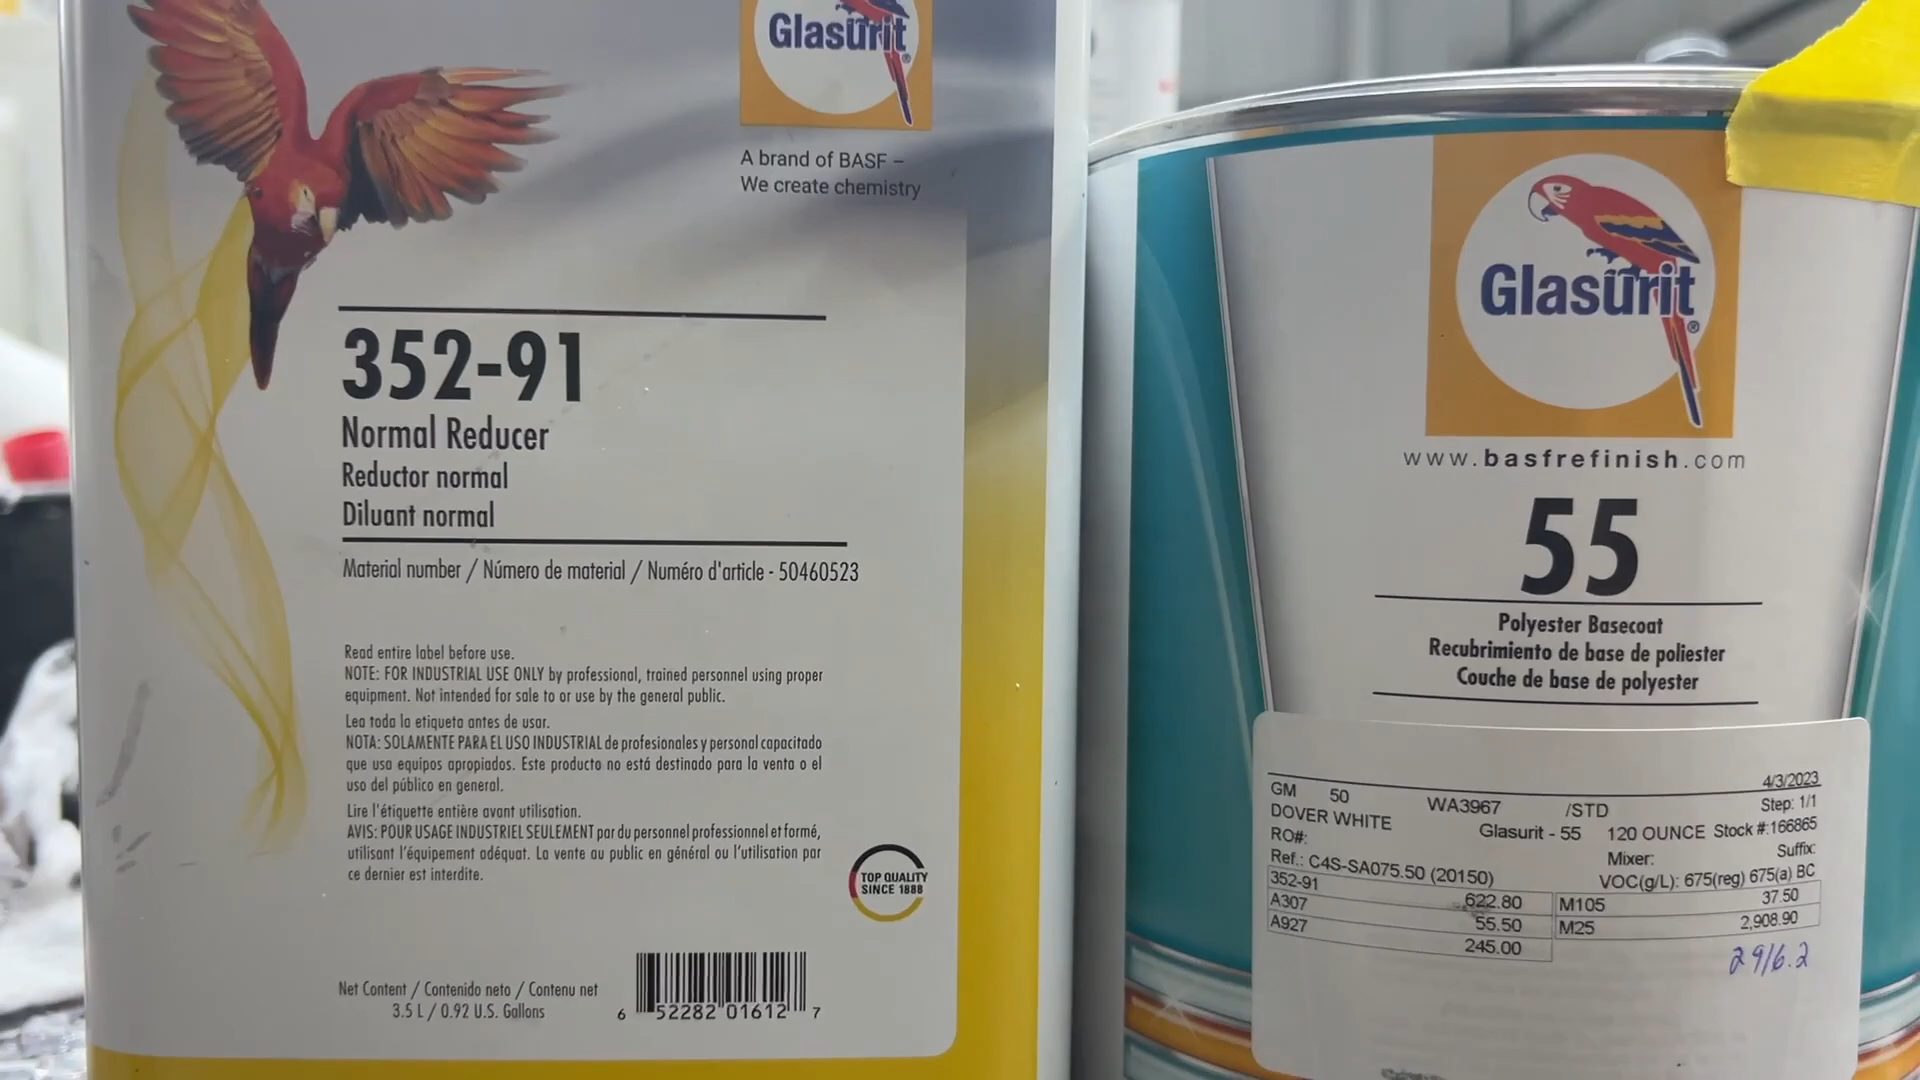 Glasurit
A brand of BASF –
We create chemistry
352-91
Normal Reducer
Reductor normal
Diluant normal
Material number / Número de material / Numéro d'article - 50460523
Read entire label before use.
NOTE: FOR INDUSTRIAL USE ONLY by professional, trained personnel using proper
equipment. Not intended for sale to or use by the general public.
Lea toda la etiqueta antes de usar.
NOTA: SOLAMENTE PARA EL USO INDUSTRIAL de profesionales y personal capacitado
que usa equipos apropiados. Este producto no está destinado para la venta o el
uso del público en general.
Lire l'étiquette entière avant utilisation.
AVIS: POUR USAGE INDUSTRIEL SEULEMENT par du personnel professionnel et formé,
utilisant l'équipement adéquat. La vente au public en général ou l'utilisation par
ce dernier est interdite.
TOP QUALITY
SINCE 1888
Net Content / Contenido neto / Contenu net
3.5 L / 0.92 U.S. Gallons
6 52282 01612 7
Glasurit
www.basfrefinish.com
55
Polyester Basecoat
Recubrimiento de base de poliester
Couche de base de polyester
4/3/2023
GM 50 WA3967 /STD Step: 1/1
DOVER WHITE Glasurit - 55 120 OUNCE Stock #:166865
RO#: Mixer: Suffix:
Ref.: C4S-SA075.50 (20150) VOC(g/L): 675(reg) 675(a) BC
352-91 622.80 M105 37.50
A307 55.50 M25 2,908.90
A927 245.00
2916.2